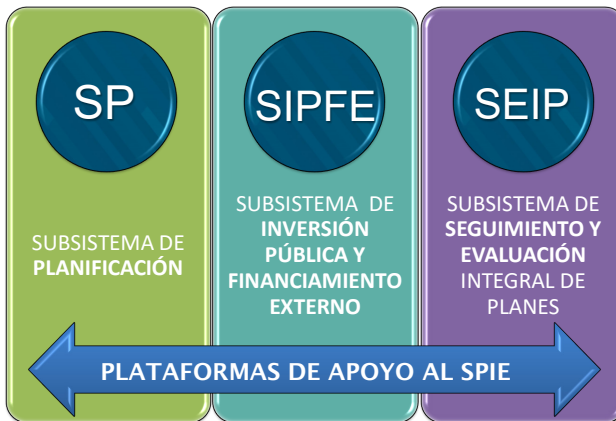 SP
SUBSISTEMA DE
PLANIFICACIÓN
SIPFE
SUBSISTEMA DE
INVERSIÓN
PÚBLICA Y
FINANCIAMIENTO
EXTERNO
SEIP
SUBSISTEMA DE
SEGUIMIENTO Y
EVALUACIÓN
INTEGRAL DE
PLANES
PLATAFORMAS DE APOYO AL SPIE